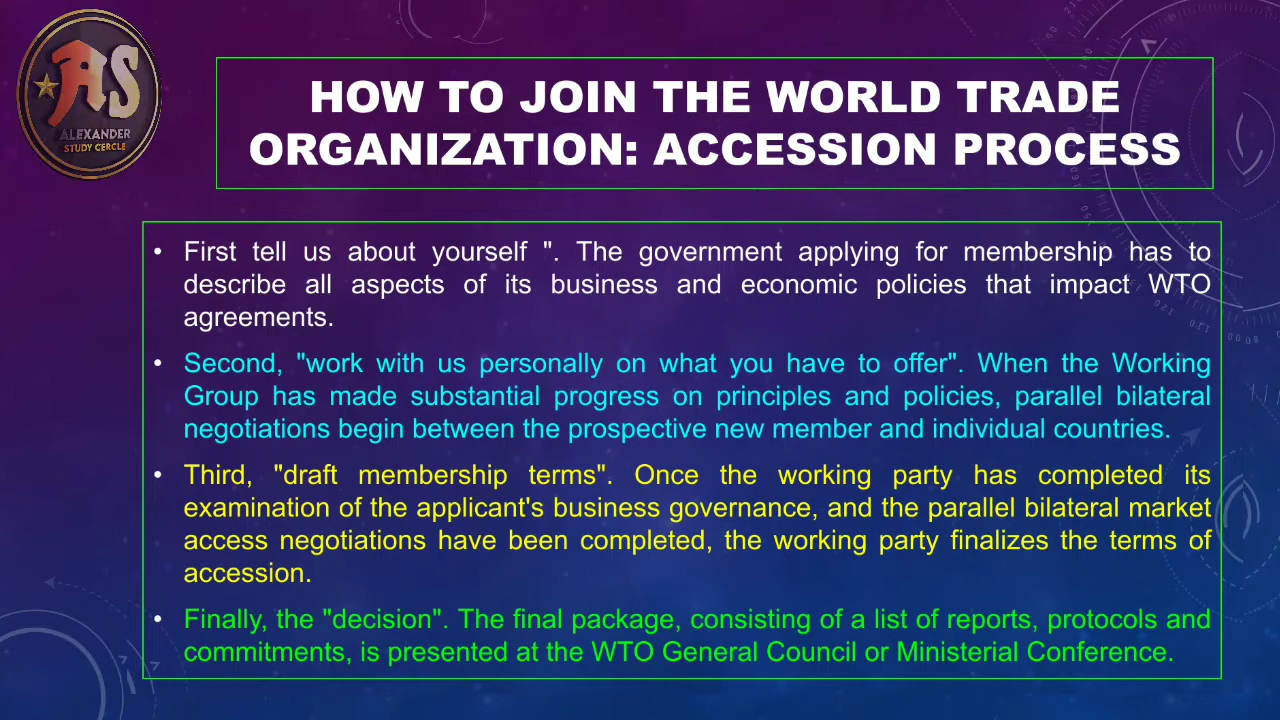 AS
ALEXANDER
STUDY CERCLE
HOW TO JOIN THE WORLD TRADE
ORGANIZATION: ACCESSION PROCESS
• First tell us about yourself ". The government applying for membership has to
describe all aspects of its business and economic policies that impact WTO
agreements.
• Second, "work with us personally on what you have to offer". When the Working
Group has made substantial progress on principles and policies, parallel bilateral
negotiations begin between the prospective new member and individual countries.
• Third, "draft membership terms". Once the working party has completed its
examination of the applicant's business governance, and the parallel bilateral market
access negotiations have been completed, the working party finalizes the terms of
accession.
• Finally, the "decision". The final package, consisting of a list of reports, protocols and
commitments, is presented at the WTO General Council or Ministerial Conference.